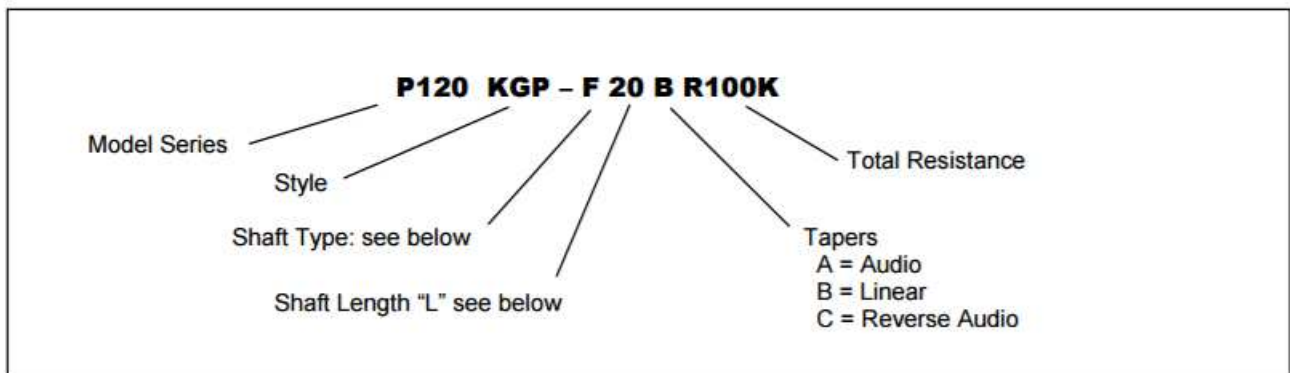 P120 KGP – F 20 B R100K
Model Series
Total Resistance
Style
Shaft Type: see below
Tapers
A = Audio
Shaft Length “L” see below
B = Linear
C = Reverse Audio